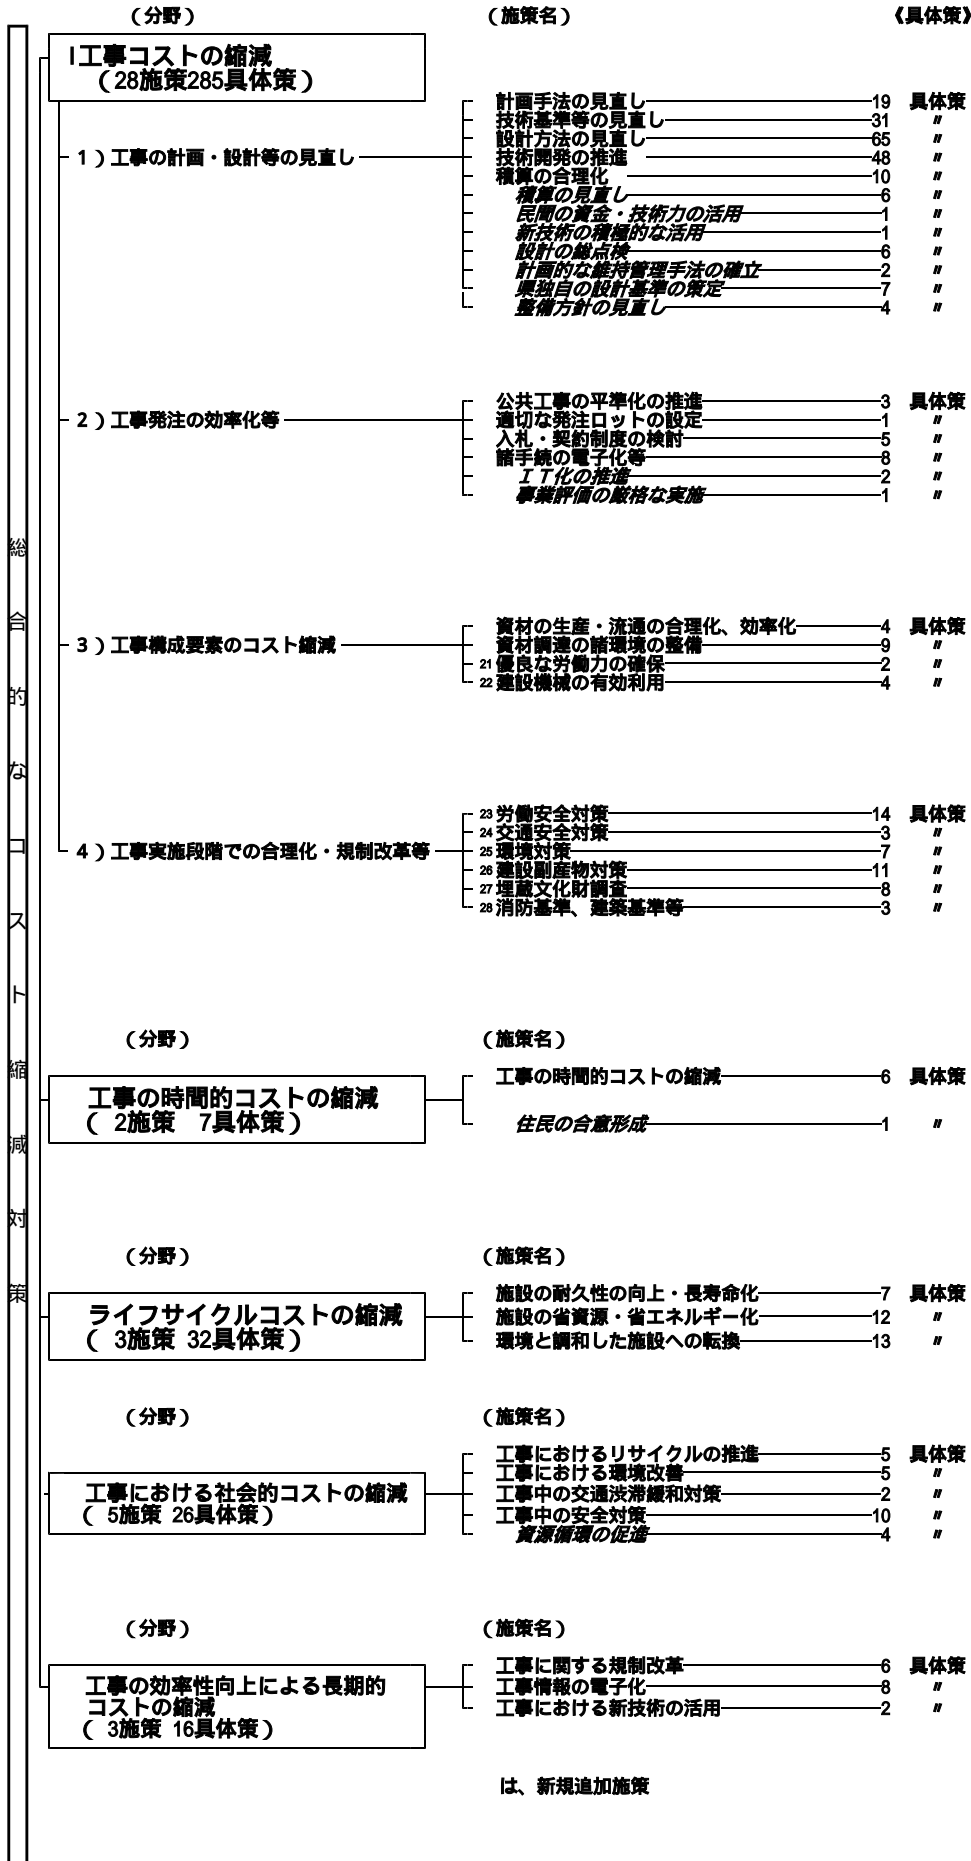 （分野） （施策名） 《具体策》
Ⅰ工事コストの縮減
（28施策285具体策）
計画手法の見直し 19 具体策
技術基準等の見直し 31 〃
設計方法の見直し 65 〃
1）工事の計画・設計等の見直し 技術開発の推進 48 〃
積算の合理化 10 〃
積算の見直し 6 〃
民間の資金・技術力の活用 1 〃
新技術の積極的な活用 1 〃
設計の総点検 6 〃
計画的な維持管理手法の確立 2 〃
県独自の設計基準の策定 7 〃
整備方針の見直し 4 〃
公共工事の平準化の推進 3 具体策
2）工事発注の効率化等 適切な発注ロットの設定 1 〃
入札・契約制度の検討 5 〃
諸手続の電子化等 8 〃
ＩＴ化の推進 2 〃
事業評価の厳格な実施 1 〃
資材の生産・流通の合理化、効率化 4 具体策
3）工事構成要素のコスト縮減 資材調達の諸環境の整備 9 〃
21 優良な労働力の確保 2 〃
22 建設機械の有効利用 4 〃
23 労働安全対策 14 具体策
24 交通安全対策 3 〃
4）工事実施段階での合理化・規制改革等 25 環境対策 7 〃
26 建設副産物対策 11 〃
27 埋蔵文化財調査 8 〃
28 消防基準、建築基準等 3 〃
総合的なコスト縮減対策
（分野） （施策名）
工事の時間的コストの縮減 6 具体策
工事の時間的コストの縮減
（ 2施策 7具体策）
住民の合意形成 1 〃
（分野） （施策名）
施設の耐久性の向上・長寿命化 7 具体策
ライフサイクルコストの縮減
（ 3施策 32具体策）
施設の省資源・省エネルギー化 12 〃
環境と調和した施設への転換 13 〃
（分野） （施策名）
工事におけるリサイクルの推進 5 具体策
工事における環境改善 5 〃
工事における社会的コストの縮減
（ 5施策 26具体策）
工事中の交通渋滞緩和対策 2 〃
工事中の安全対策 10 〃
資源循環の促進 4 〃
（分野） （施策名）
工事に関する規制改革 6 具体策
工事の効率性向上による長期的
コストの縮減
（ 3施策 16具体策）
工事情報の電子化 8 〃
工事における新技術の活用 2 〃
は、新規追加施策